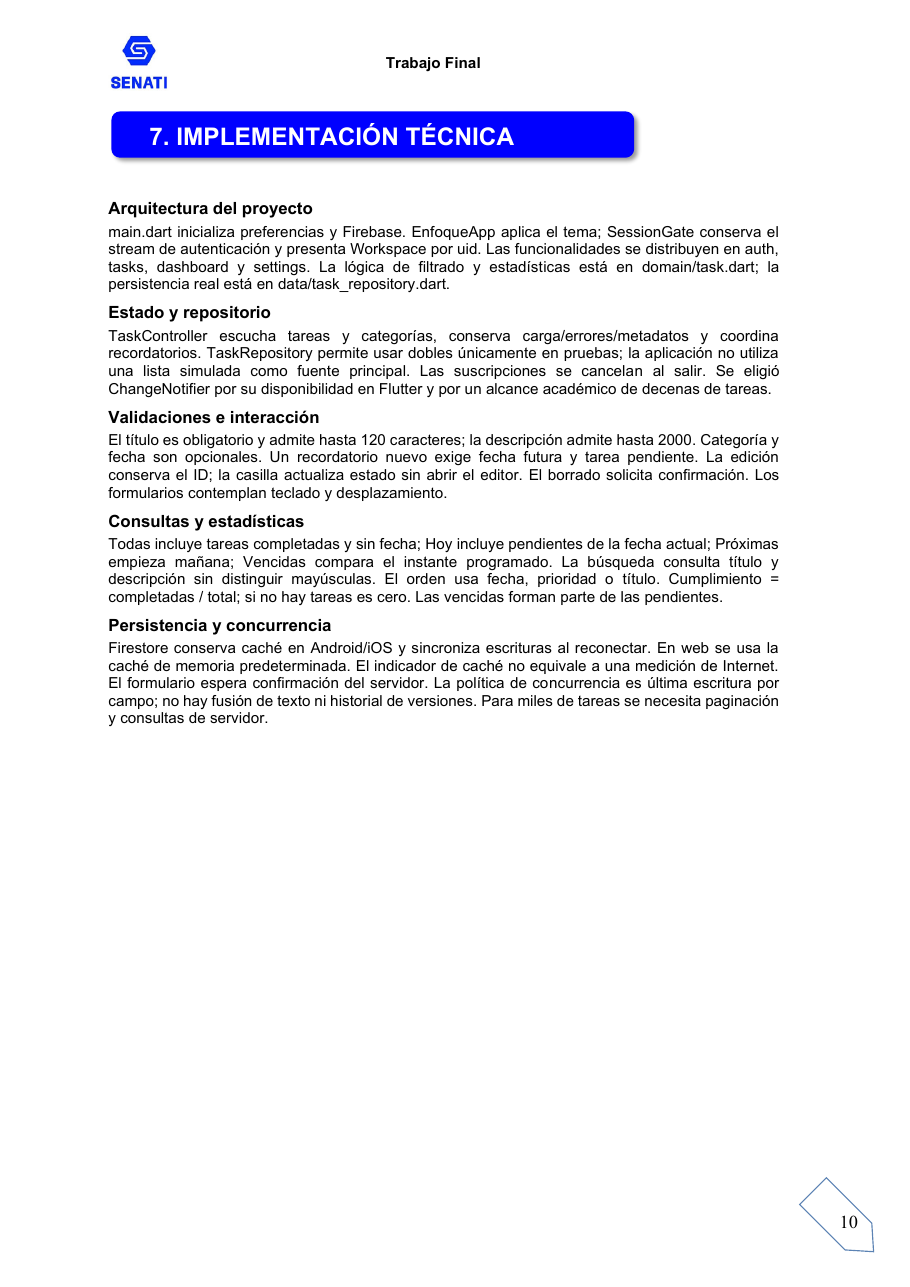 SENATI
Trabajo Final
7. IMPLEMENTACIÓN TÉCNICA
Arquitectura del proyecto
main.dart inicializa preferencias y Firebase. EnfoqueApp aplica el tema; SessionGate conserva el
stream de autenticación y presenta Workspace por uid. Las funcionalidades se distribuyen en auth,
tasks, dashboard y settings. La lógica de filtrado y estadísticas está en domain/task.dart; la
persistencia real está en data/task_repository.dart.
Estado y repositorio
TaskController escucha tareas y categorías, conserva carga/errores/metadatos y coordina
recordatorios. TaskRepository permite usar dobles únicamente en pruebas; la aplicación no utiliza
una lista simulada como fuente principal. Las suscripciones se cancelan al salir. Se eligió
ChangeNotifier por su disponibilidad en Flutter y por un alcance académico de decenas de tareas.
Validaciones e interacción
El título es obligatorio y admite hasta 120 caracteres; la descripción admite hasta 2000. Categoría y
fecha son opcionales. Un recordatorio nuevo exige fecha futura y tarea pendiente. La edición
conserva el ID; la casilla actualiza estado sin abrir el editor. El borrado solicita confirmación. Los
formularios contemplan teclado y desplazamiento.
Consultas y estadísticas
Todas incluye tareas completadas y sin fecha; Hoy incluye pendientes de la fecha actual; Próximas
empieza mañana; Vencidas compara el instante programado. La búsqueda consulta título y
descripción sin distinguir mayúsculas. El orden usa fecha, prioridad o título. Cumplimiento =
completadas / total; si no hay tareas es cero. Las vencidas forman parte de las pendientes.
Persistencia y concurrencia
Firestore conserva caché en Android/iOS y sincroniza escrituras al reconectar. En web se usa la
caché de memoria predeterminada. El indicador de caché no equivale a una medición de Internet.
El formulario espera confirmación del servidor. La política de concurrencia es última escritura por
campo; no hay fusión de texto ni historial de versiones. Para miles de tareas se necesita paginación
y consultas de servidor.
10